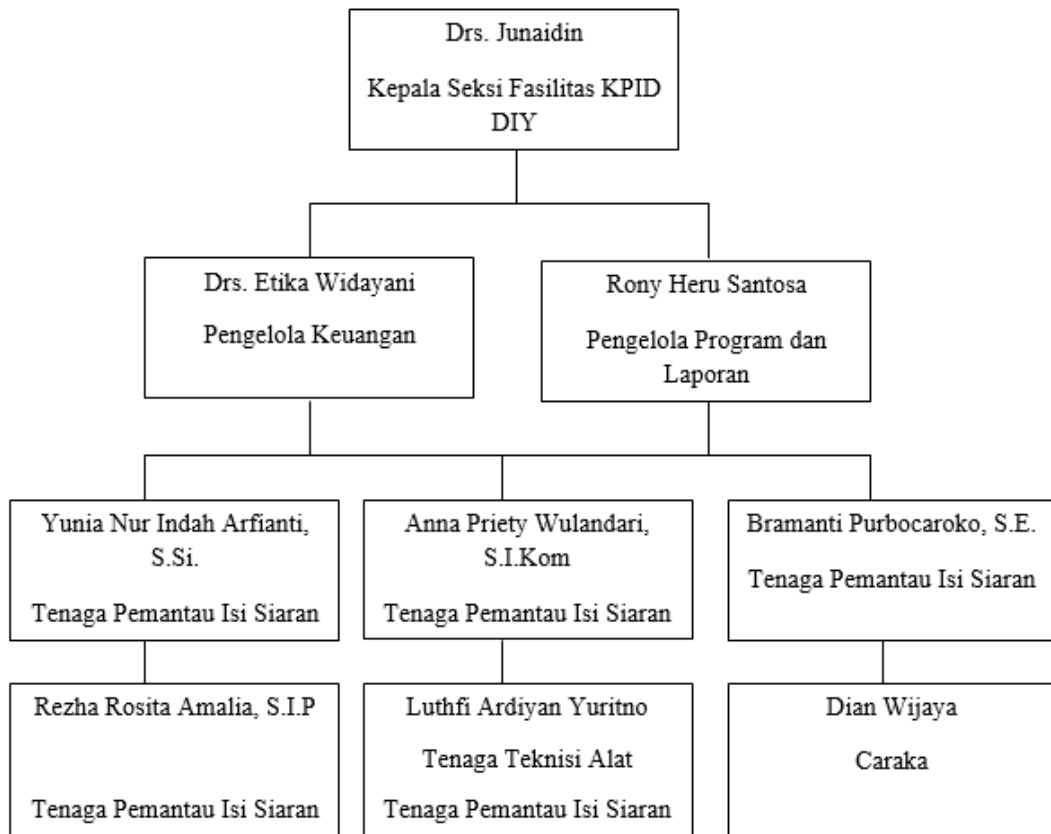 Drs. Junaidin
Kepala Seksi Fasilitas KPID
DIY
Drs. Etika Widayani
Pengelola Keuangan
Rony Heru Santosa
Pengelola Program dan
Laporan
Yunia Nur Indah Arfianti,
S.Si.
Tenaga Pemantau Isi Siaran
Anna Priety Wulandari,
S.I.Kom
Tenaga Pemantau Isi Siaran
Bramanti Purbocaroko, S.E.
Tenaga Pemantau Isi Siaran
Rezha Rosita Amalia, S.I.P
Tenaga Pemantau Isi Siaran
Luthfi Ardiyan Yuritno
Tenaga Teknisi Alat
Tenaga Pemantau Isi Siaran
Dian Wijaya
Caraka